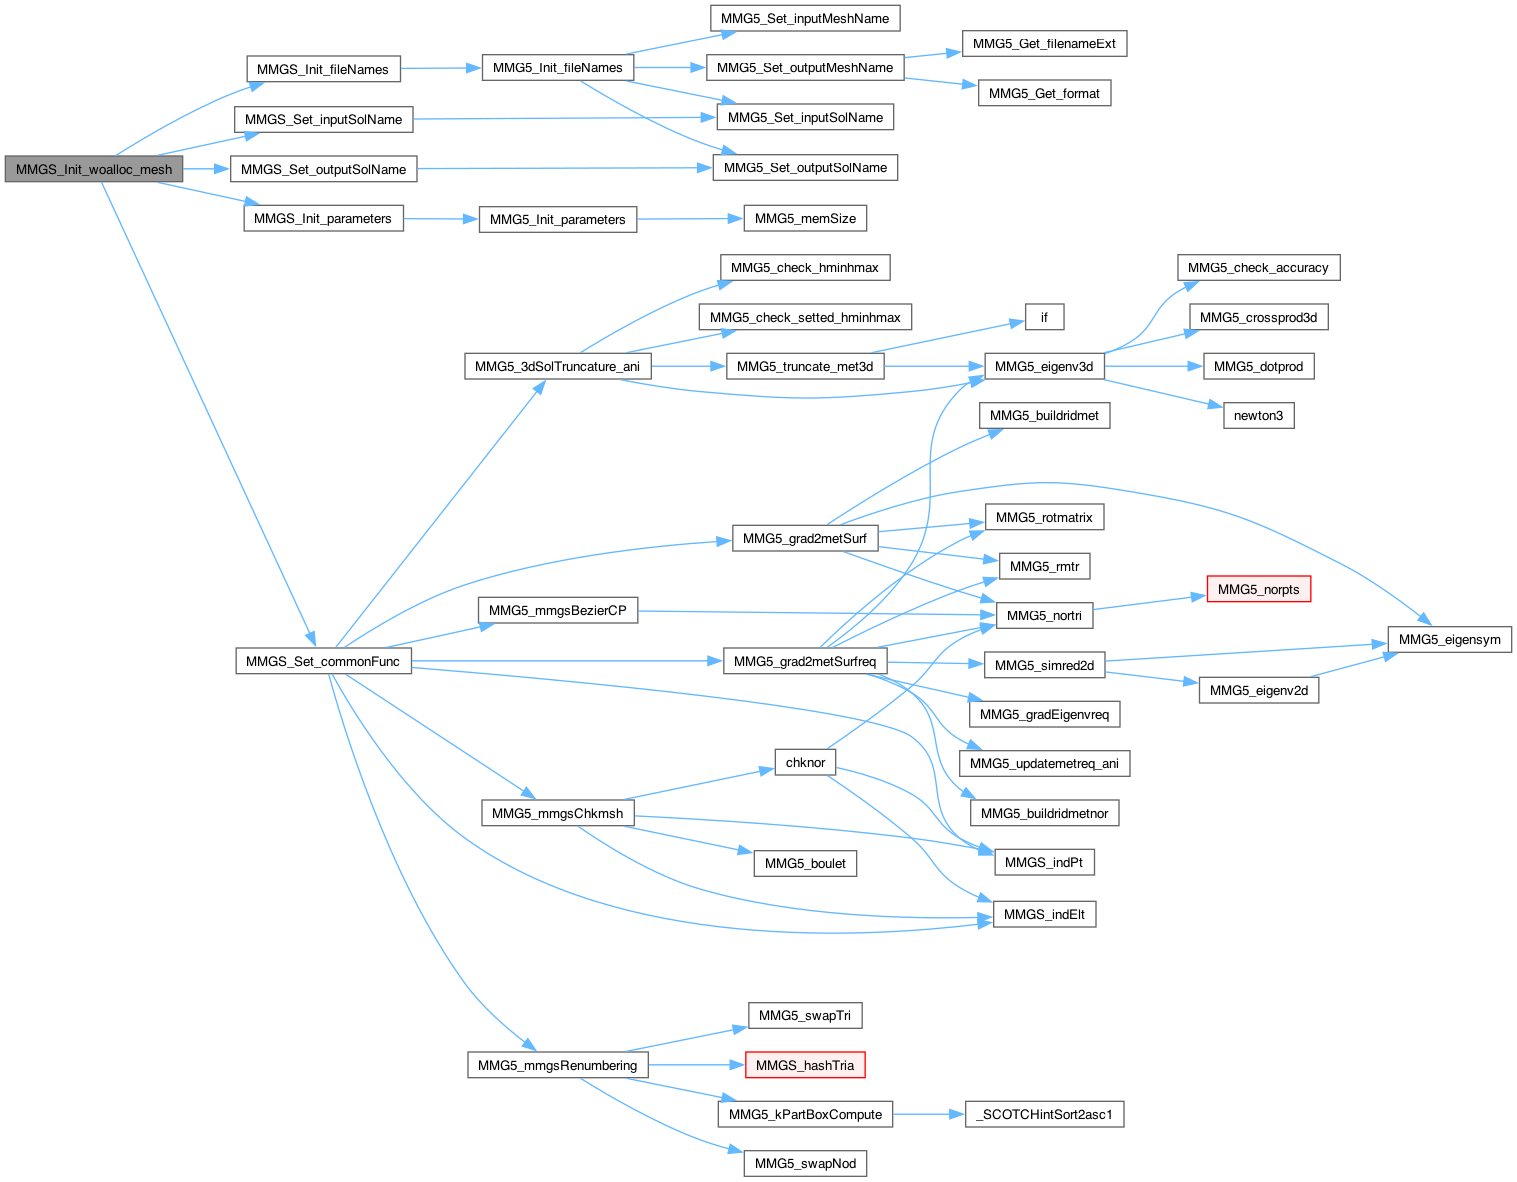 MMG5_Set_inputMeshName
MMG5_Get_filenameExt
MMGS_Init_fileNames
MMG5_Init_fileNames
MMG5_Set_outputMeshName
MMG5_Get_format
MMGS_Set_inputSolName
MMG5_Set_inputSolName
MMGS_Init_woalloc_mesh
MMGS_Set_outputSolName
MMG5_Set_outputSolName
MMGS_Init_parameters
MMG5_Init_parameters
MMG5_memSize
MMG5_check_hminhmax
MMG5_check_accuracy
MMG5_check_setted_hminhmax
if
MMG5_crossprod3d
MMG5_3dSolTruncature_ani
MMG5_truncate_met3d
MMG5_eigenv3d
MMG5_dotprod
MMG5_buildridmet
newton3
MMG5_grad2metSurf
MMG5_rotmatrix
MMG5_rmtr
MMG5_norpts
MMG5_mmgsBezierCP
MMG5_nortri
MMG5_eigensym
MMGS_Set_commonFunc
MMG5_grad2metSurfreq
MMG5_simred2d
MMG5_eigenv2d
MMG5_gradEigenvreq
chknor
MMG5_updatemetreq_ani
MMG5_mmgsChkmsh
MMG5_buildridmetnor
MMG5_boulet
MMGS_indPt
MMGS_indElt
MMG5_swapTri
MMG5_mmgsRenumbering
MMGS_hashTria
MMG5_kPartBoxCompute
_SCOTCHintSort2asc1
MMG5_swapNod